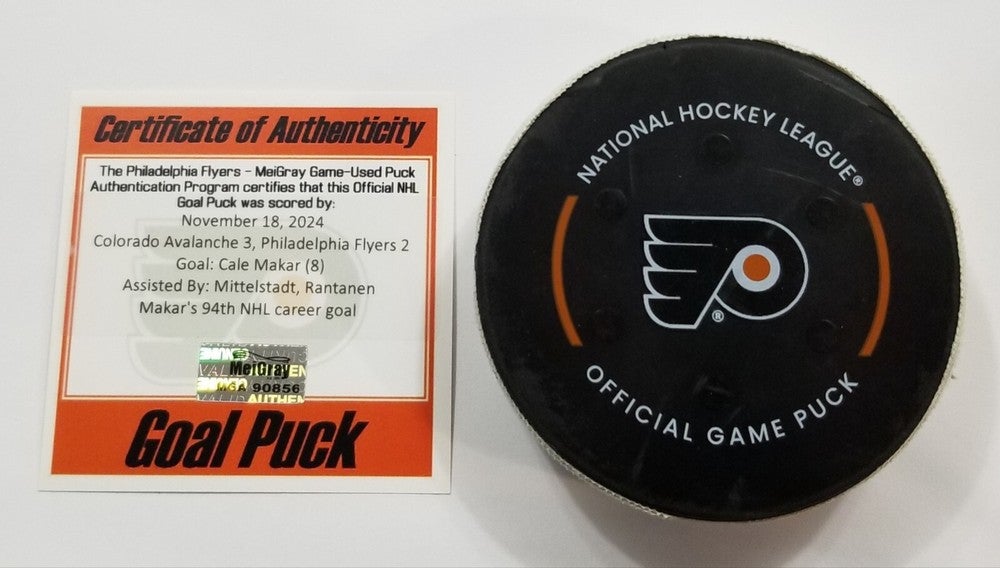 Certificate of Authenticity
The Philadelphia Flyers - MeiGray Game-Used Puck
Authentication Program certifies that this Official NHL
Goal Puck was scored by:
November 18, 2024
Colorado Avalanche 3, Philadelphia Flyers 2
Goal: Cale Makar (8)
Assisted By: Mittelstadt, Rantanen
Makar's 94th NHL career goal
MeiGray
MGA 90856
AUTHEN
Goal Puck
NATIONAL HOCKEY LEAGUE®
®
OFFICIAL GAME PUCK